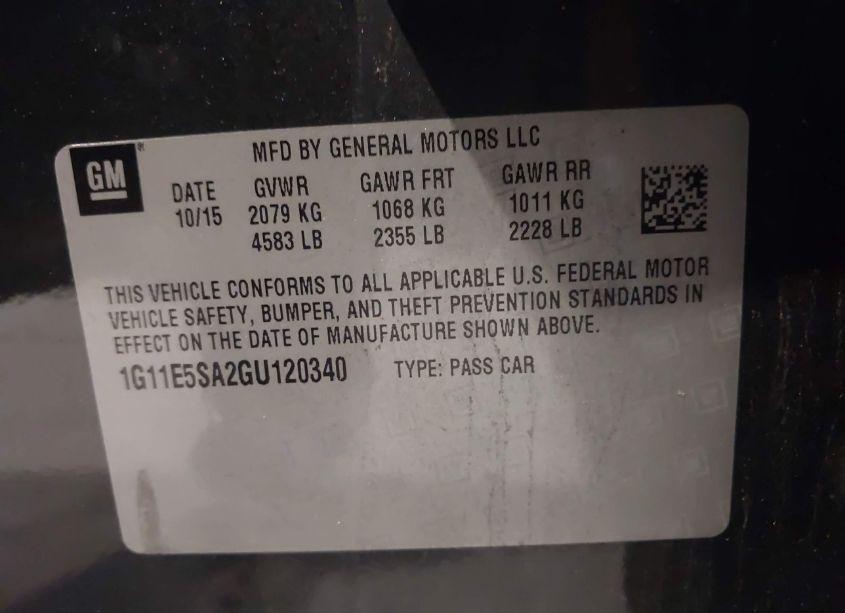 GM®
MFD BY GENERAL MOTORS LLC
DATE GVWR GAWR FRT GAWR RR
10/15 2079 KG 1068 KG 1011 KG
4583 LB 2355 LB 2228 LB
THIS VEHICLE CONFORMS TO ALL APPLICABLE U.S. FEDERAL MOTOR
VEHICLE SAFETY, BUMPER, AND THEFT PREVENTION STANDARDS IN
EFFECT ON THE DATE OF MANUFACTURE SHOWN ABOVE.
1G11E5SA2GU120340 TYPE: PASS CAR